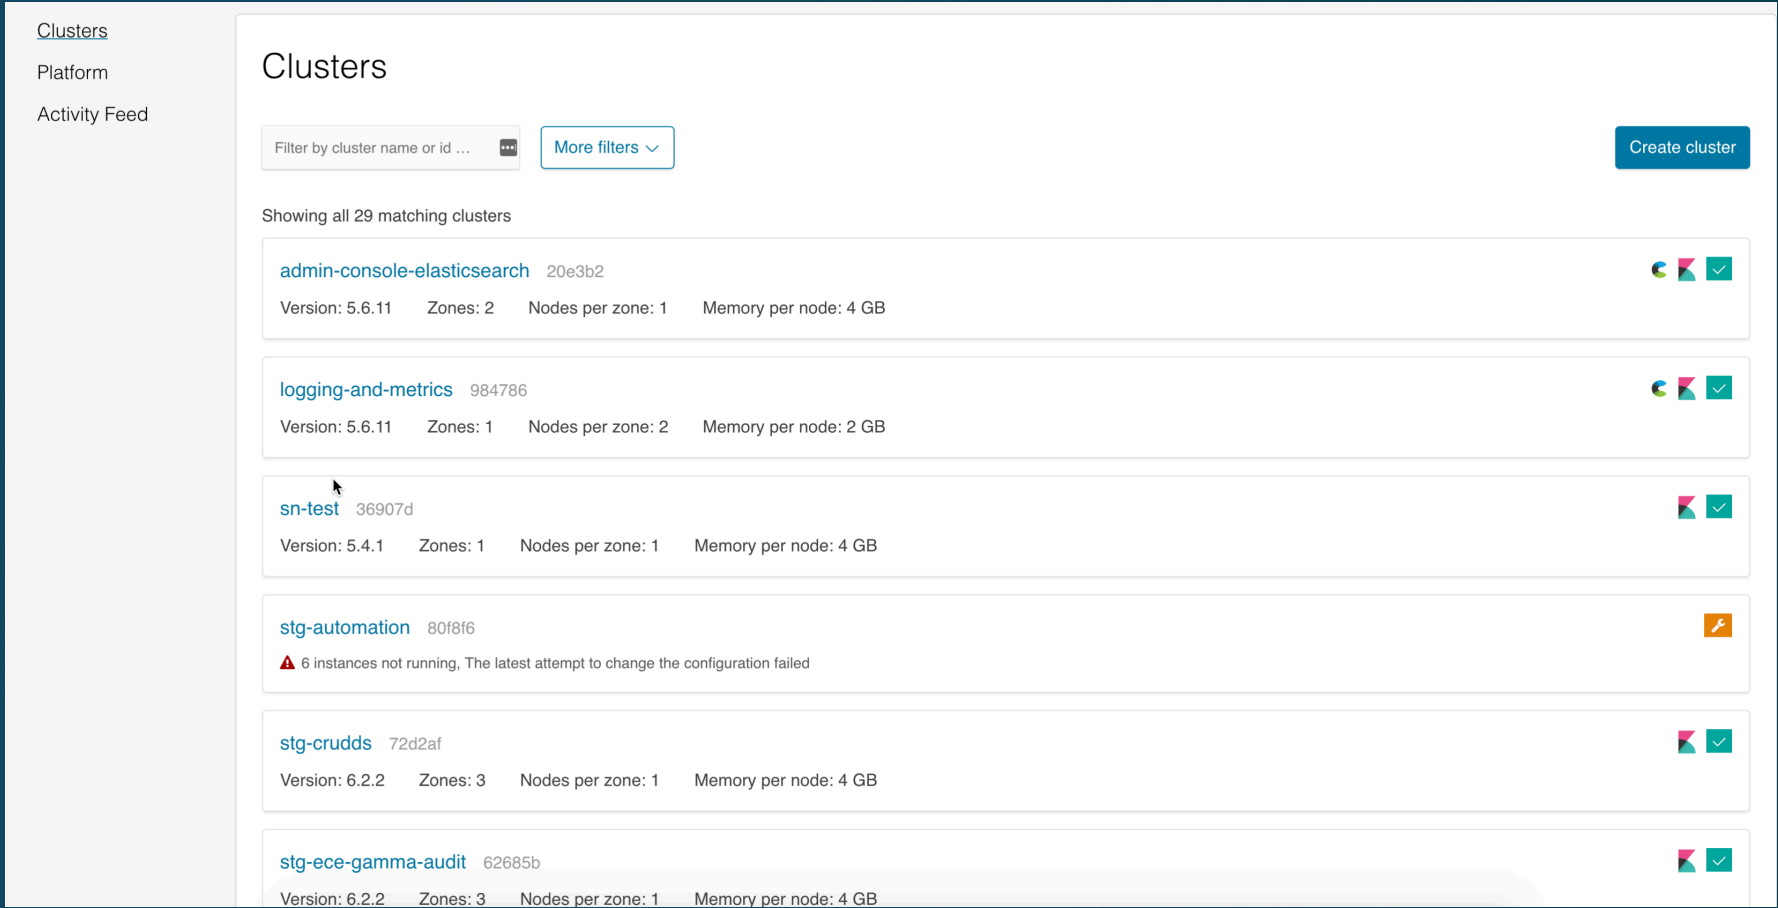 Clusters
Platform
Activity Feed
Clusters
Filter by cluster name or id ...
More filters
Create cluster
Showing all 29 matching clusters
admin-console-elasticsearch 20e3b2
Version: 5.6.11 Zones: 2 Nodes per zone: 1 Memory per node: 4 GB
logging-and-metrics 984786
Version: 5.6.11 Zones: 1 Nodes per zone: 2 Memory per node: 2 GB
sn-test 36907d
Version: 5.4.1 Zones: 1 Nodes per zone: 1 Memory per node: 4 GB
stg-automation 80f8f6
6 instances not running, The latest attempt to change the configuration failed
stg-crudds 72d2af
Version: 6.2.2 Zones: 3 Nodes per zone: 1 Memory per node: 4 GB
stg-ece-gamma-audit 62685b
Version: 6.2.2 Zones: 3 Nodes per zone: 1 Memory per node: 4 GB